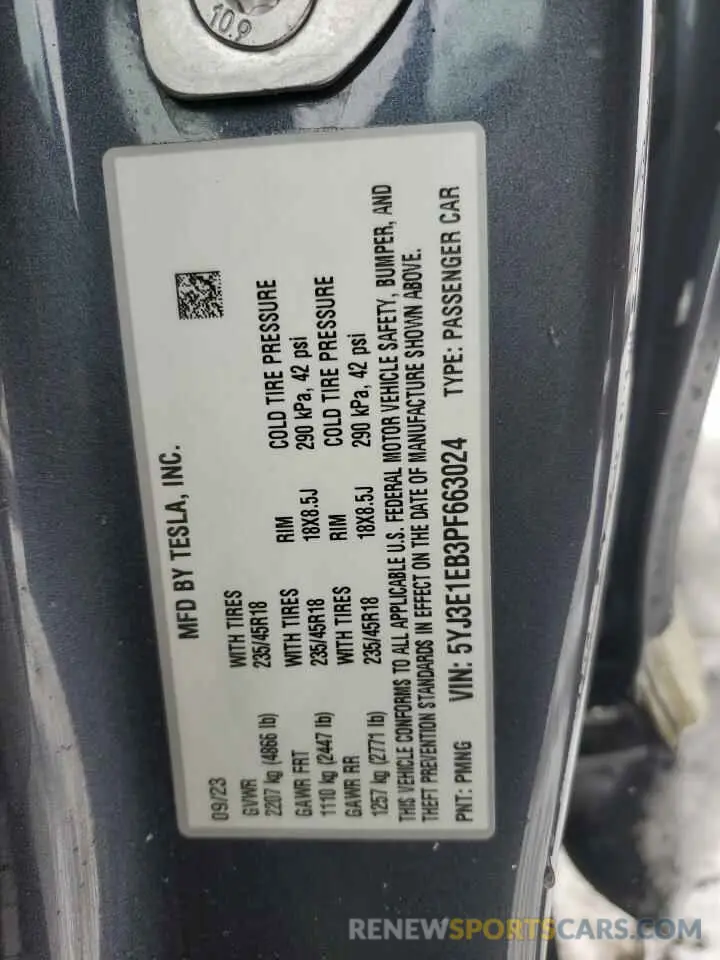 10.9
MFD BY TESLA, INC.
09/23
GVWR WITH TIRES RIM COLD TIRE PRESSURE
2207 kg (4866 lb) 235/45R18 18X8.5J 290 kPa, 42 psi
GAWR FRT WITH TIRES RIM COLD TIRE PRESSURE
1110 kg (2447 lb) 235/45R18 18X8.5J 290 kPa, 42 psi
GAWR RR WITH TIRES
1257 kg (2771 lb) 235/45R18
THIS VEHICLE CONFORMS TO ALL APPLICABLE U.S. FEDERAL MOTOR VEHICLE SAFETY, BUMPER, AND
THEFT PREVENTION STANDARDS IN EFFECT ON THE DATE OF MANUFACTURE SHOWN ABOVE.
PNT: PMNG VIN: 5YJ3E1EB3PF663024 TYPE: PASSENGER CAR
RENEWSPORTSCARS.COM